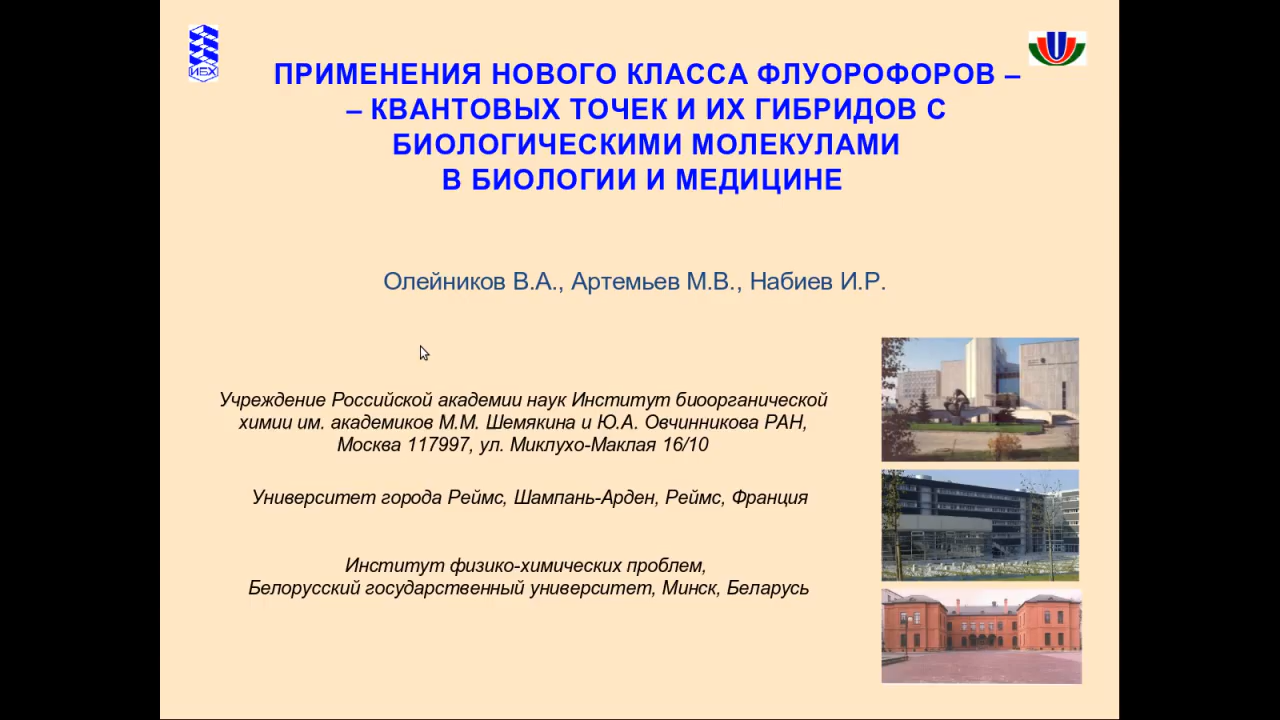 ИБХ
ПРИМЕНЕНИЯ НОВОГО КЛАССА ФЛУОРОФОРОВ –
– КВАНТОВЫХ ТОЧЕК И ИХ ГИБРИДОВ С
БИОЛОГИЧЕСКИМИ МОЛЕКУЛАМИ
В БИОЛОГИИ И МЕДИЦИНЕ
Олейников В.А., Артемьев М.В., Набиев И.Р.
Учреждение Российской академии наук Институт биоорганической
химии им. академиков М.М. Шемякина и Ю.А. Овчинникова РАН,
Москва 117997, ул. Миклухо-Маклая 16/10
Университет города Реймс, Шампань-Арден, Реймс, Франция
Институт физико-химических проблем,
Белорусский государственный университет, Минск, Беларусь